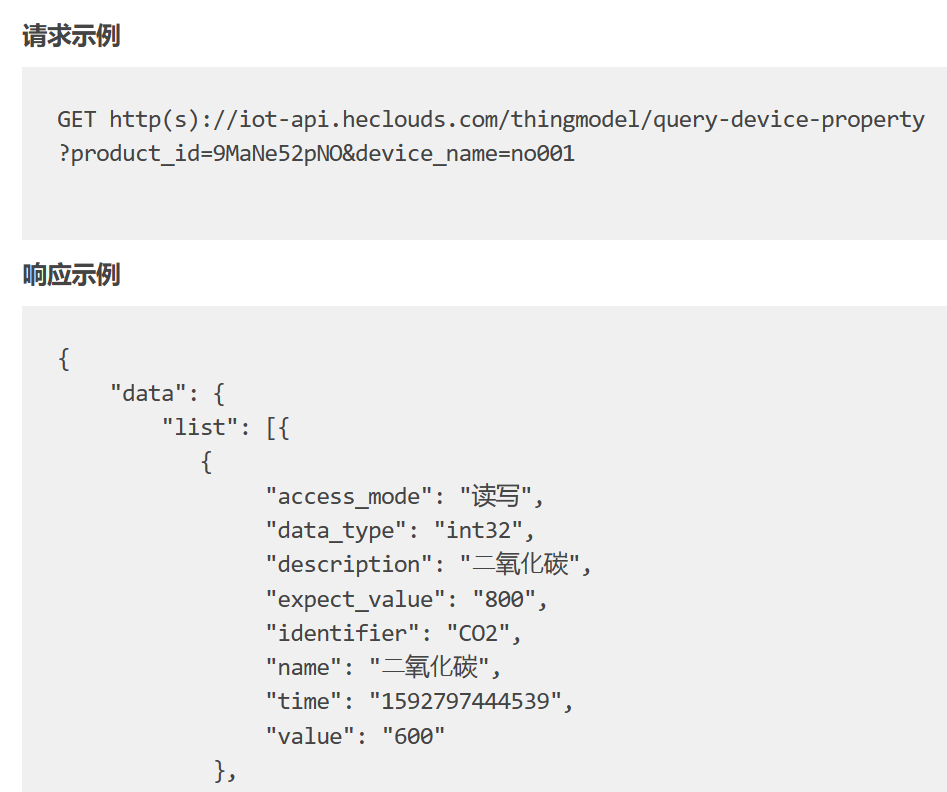 请求示例
GET http(s)://iot-api.heclouds.com/thingmodel/query-device-property
?product_id=9MaNe52pNO&device_name=no001
响应示例
{
    "data": {
        "list": [{
           {
                "access_mode": "读写",
                "data_type": "int32",
                "description": "二氧化碳",
                "expect_value": "800",
                "identifier": "CO2",
                "name": "二氧化碳",
                "time": "1592797444539",
                "value": "600"
            },